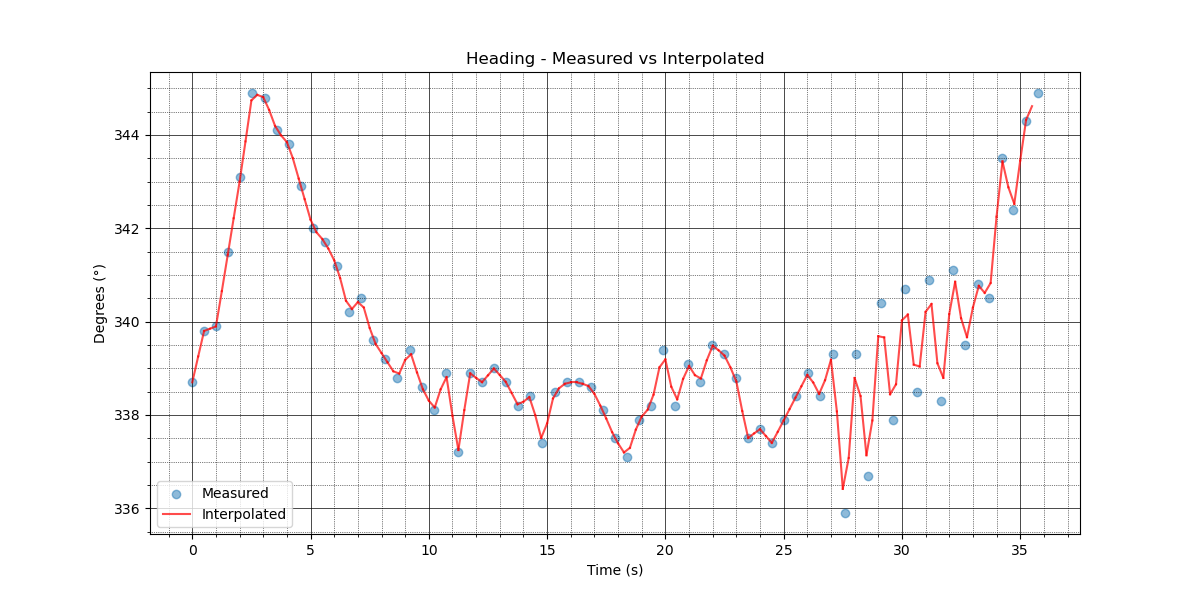 Heading - Measured vs Interpolated
Degrees (°)
344
342
340
338
336
Measured
Interpolated
0 5 10 15 20 25 30 35
Time (s)